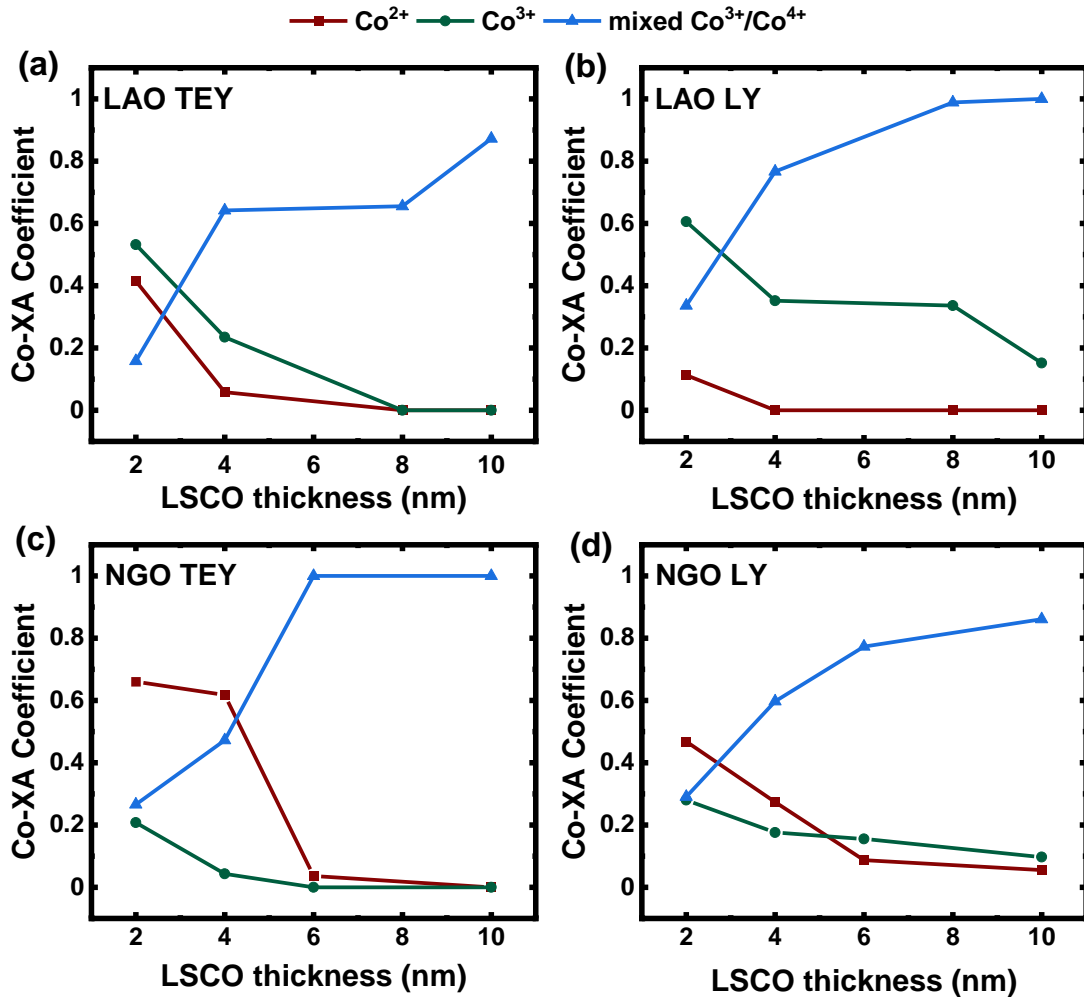 Co²⁺ Co³⁺ mixed Co³⁺/Co⁴⁺
(a) (b)
LAO TEY LAO LY
Co-XA Coefficient
1
0.8
0.6
0.4
0.2
0
2 4 6 8 10
LSCO thickness (nm)
Co-XA Coefficient
1
0.8
0.6
0.4
0.2
0
2 4 6 8 10
LSCO thickness (nm)
(c) (d)
NGO TEY NGO LY
Co-XA Coefficient
1
0.8
0.6
0.4
0.2
0
2 4 6 8 10
LSCO thickness (nm)
Co-XA Coefficient
1
0.8
0.6
0.4
0.2
0
2 4 6 8 10
LSCO thickness (nm)